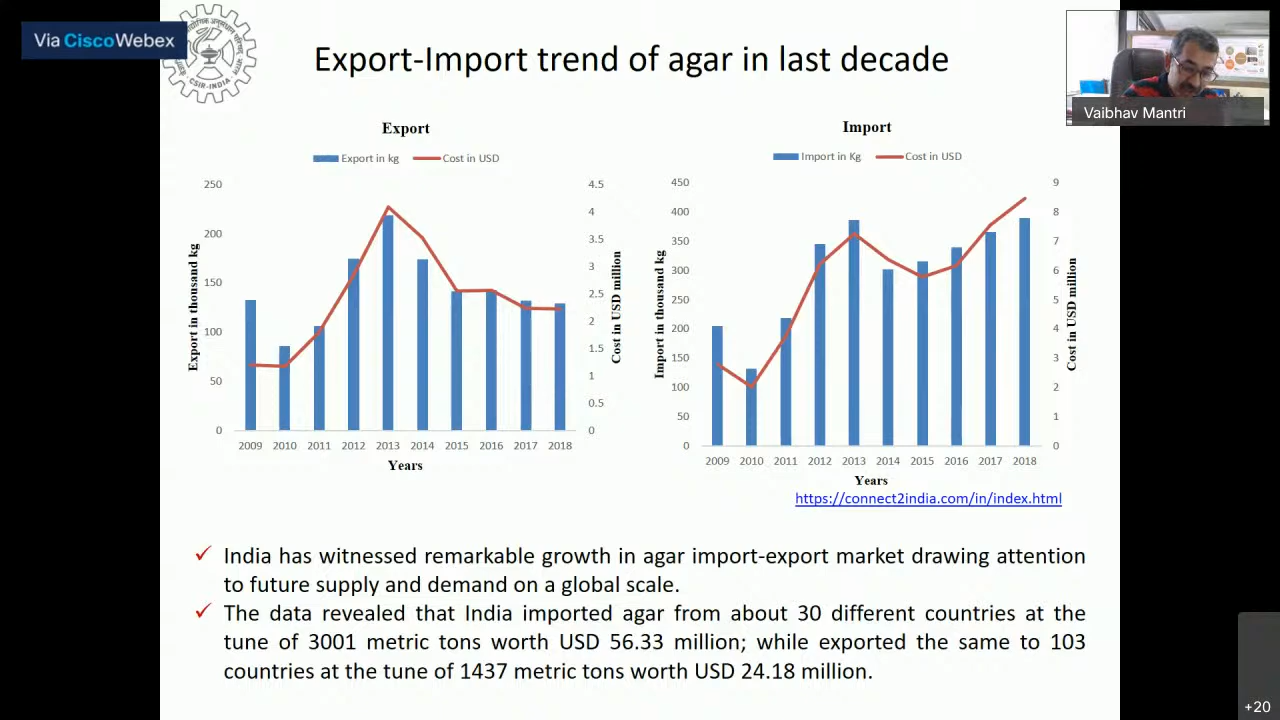 Via Cisco Webex
CSIR-INDIA
Export-Import trend of agar in last decade
Vaibhav Mantri
Export
Export in kg Cost in USD
250
200
150
100
50
0
Export in thousand kg
4.5
4
3.5
3
2.5
2
1.5
1
0.5
0
Cost in USD million
2009 2010 2011 2012 2013 2014 2015 2016 2017 2018
Years
Import
Import in Kg Cost in USD
450
400
350
300
250
200
150
100
50
0
Import in thousand kg
9
8
7
6
5
4
3
2
1
0
Cost in USD million
2009 2010 2011 2012 2013 2014 2015 2016 2017 2018
Years
https://connect2india.com/in/index.html
✓ India has witnessed remarkable growth in agar import-export market drawing attention
to future supply and demand on a global scale.
✓ The data revealed that India imported agar from about 30 different countries at the
tune of 3001 metric tons worth USD 56.33 million; while exported the same to 103
countries at the tune of 1437 metric tons worth USD 24.18 million.
+20